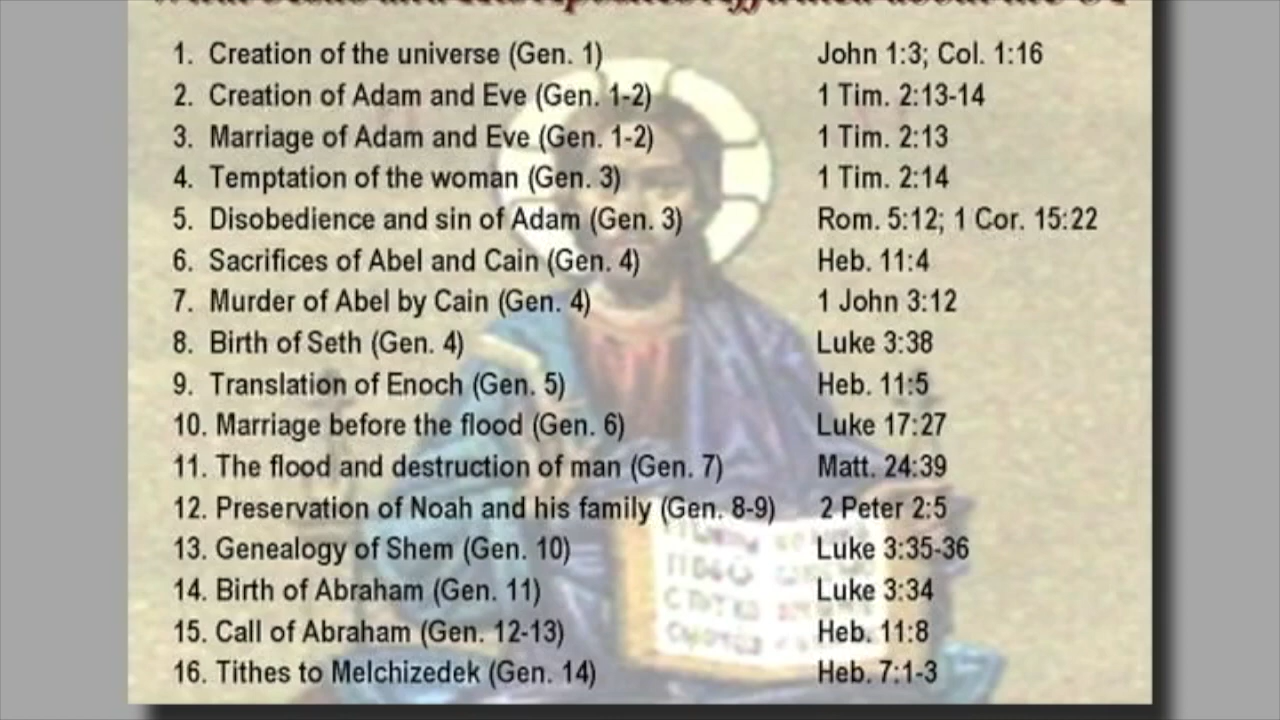 1. Creation of the universe (Gen. 1) John 1:3; Col. 1:16
2. Creation of Adam and Eve (Gen. 1-2) 1 Tim. 2:13-14
3. Marriage of Adam and Eve (Gen. 1-2) 1 Tim. 2:13
4. Temptation of the woman (Gen. 3) 1 Tim. 2:14
5. Disobedience and sin of Adam (Gen. 3) Rom. 5:12; 1 Cor. 15:22
6. Sacrifices of Abel and Cain (Gen. 4) Heb. 11:4
7. Murder of Abel by Cain (Gen. 4) 1 John 3:12
8. Birth of Seth (Gen. 4) Luke 3:38
9. Translation of Enoch (Gen. 5) Heb. 11:5
10. Marriage before the flood (Gen. 6) Luke 17:27
11. The flood and destruction of man (Gen. 7) Matt. 24:39
12. Preservation of Noah and his family (Gen. 8-9) 2 Peter 2:5
13. Genealogy of Shem (Gen. 10) Luke 3:35-36
14. Birth of Abraham (Gen. 11) Luke 3:34
15. Call of Abraham (Gen. 12-13) Heb. 11:8
16. Tithes to Melchizedek (Gen. 14) Heb. 7:1-3